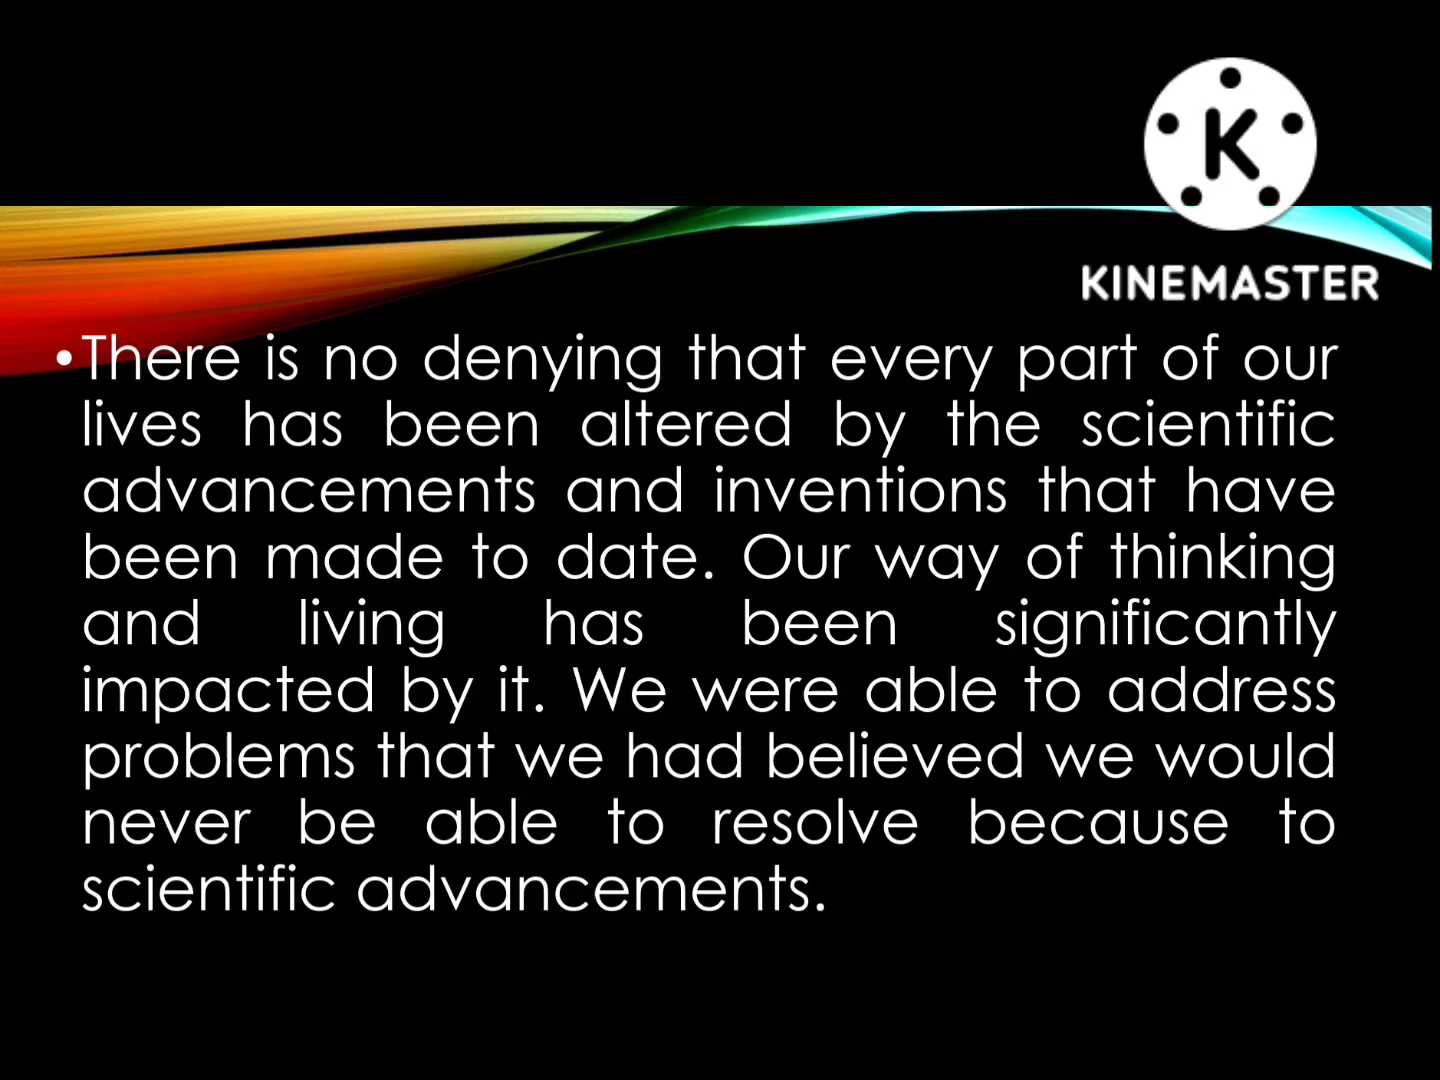 K
KINEMASTER
•There is no denying that every part of our
lives has been altered by the scientific
advancements and inventions that have
been made to date. Our way of thinking
and living has been significantly
impacted by it. We were able to address
problems that we had believed we would
never be able to resolve because to
scientific advancements.